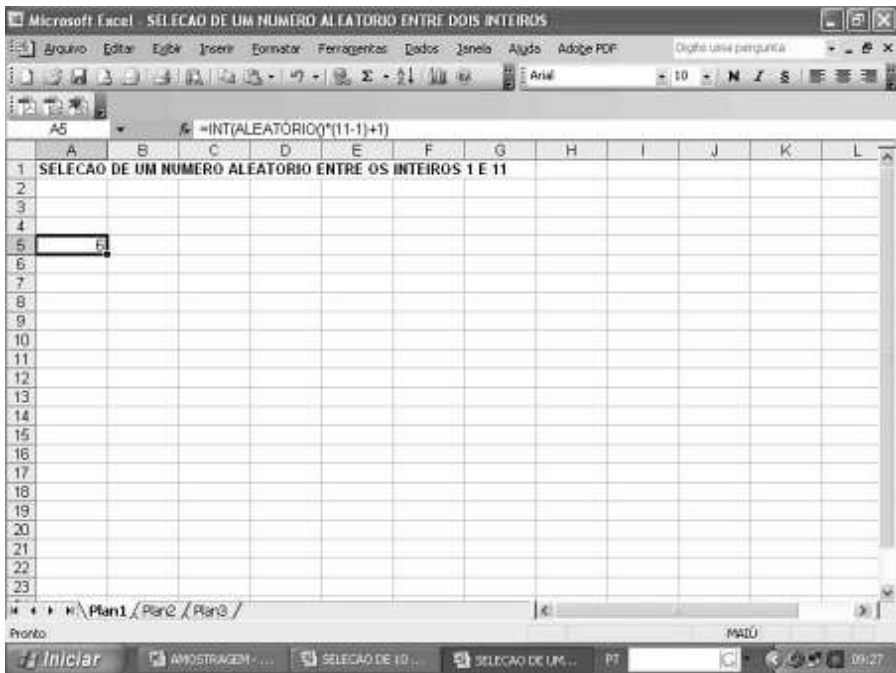 Microsoft Excel - SELECAO DE UM NUMERO ALEATORIO ENTRE DOIS INTEIROS
Arquivo Editar Exibir Inserir Formatar Ferramentas Dados Janela Ajuda Adobe PDF Digite uma pergunta
Arial 10 N I S
A5 fx =INT(ALEATÓRIO()*(11-1)+1)
A B C D E F G H I J K L
1 SELECAO DE UM NUMERO ALEATORIO ENTRE OS INTEIROS 1 E 11
2
3
4
5 6
6
7
8
9
10
11
12
13
14
15
16
17
18
19
20
21
22
23
Plan1 Plan2 Plan3
Pronto MAIÚ
Iniciar AMOSTRAGEM - ... SELECAO DE 10 ... SELECAO DE UM... PT 09:27